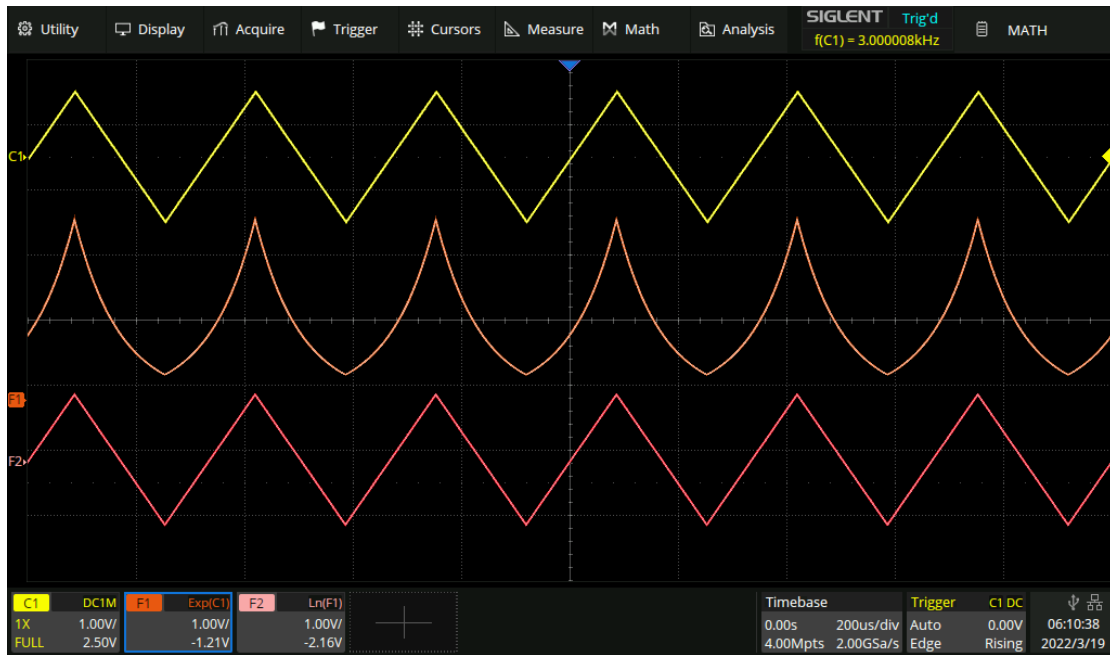 Utility Display Acquire Trigger Cursors Measure Math Analysis SIGLENT Trig'd MATH
f(C1) = 3.000008kHz
C1
F1
F2
C1 DC1M F1 Exp(C1) F2 Ln(F1) Timebase Trigger C1 DC
1X 1.00V/ 1.00V/ 1.00V/ 0.00s 200us/div Auto 0.00V 06:10:38
FULL 2.50V -1.21V -2.16V 4.00Mpts 2.00GSa/s Edge Rising 2022/3/19